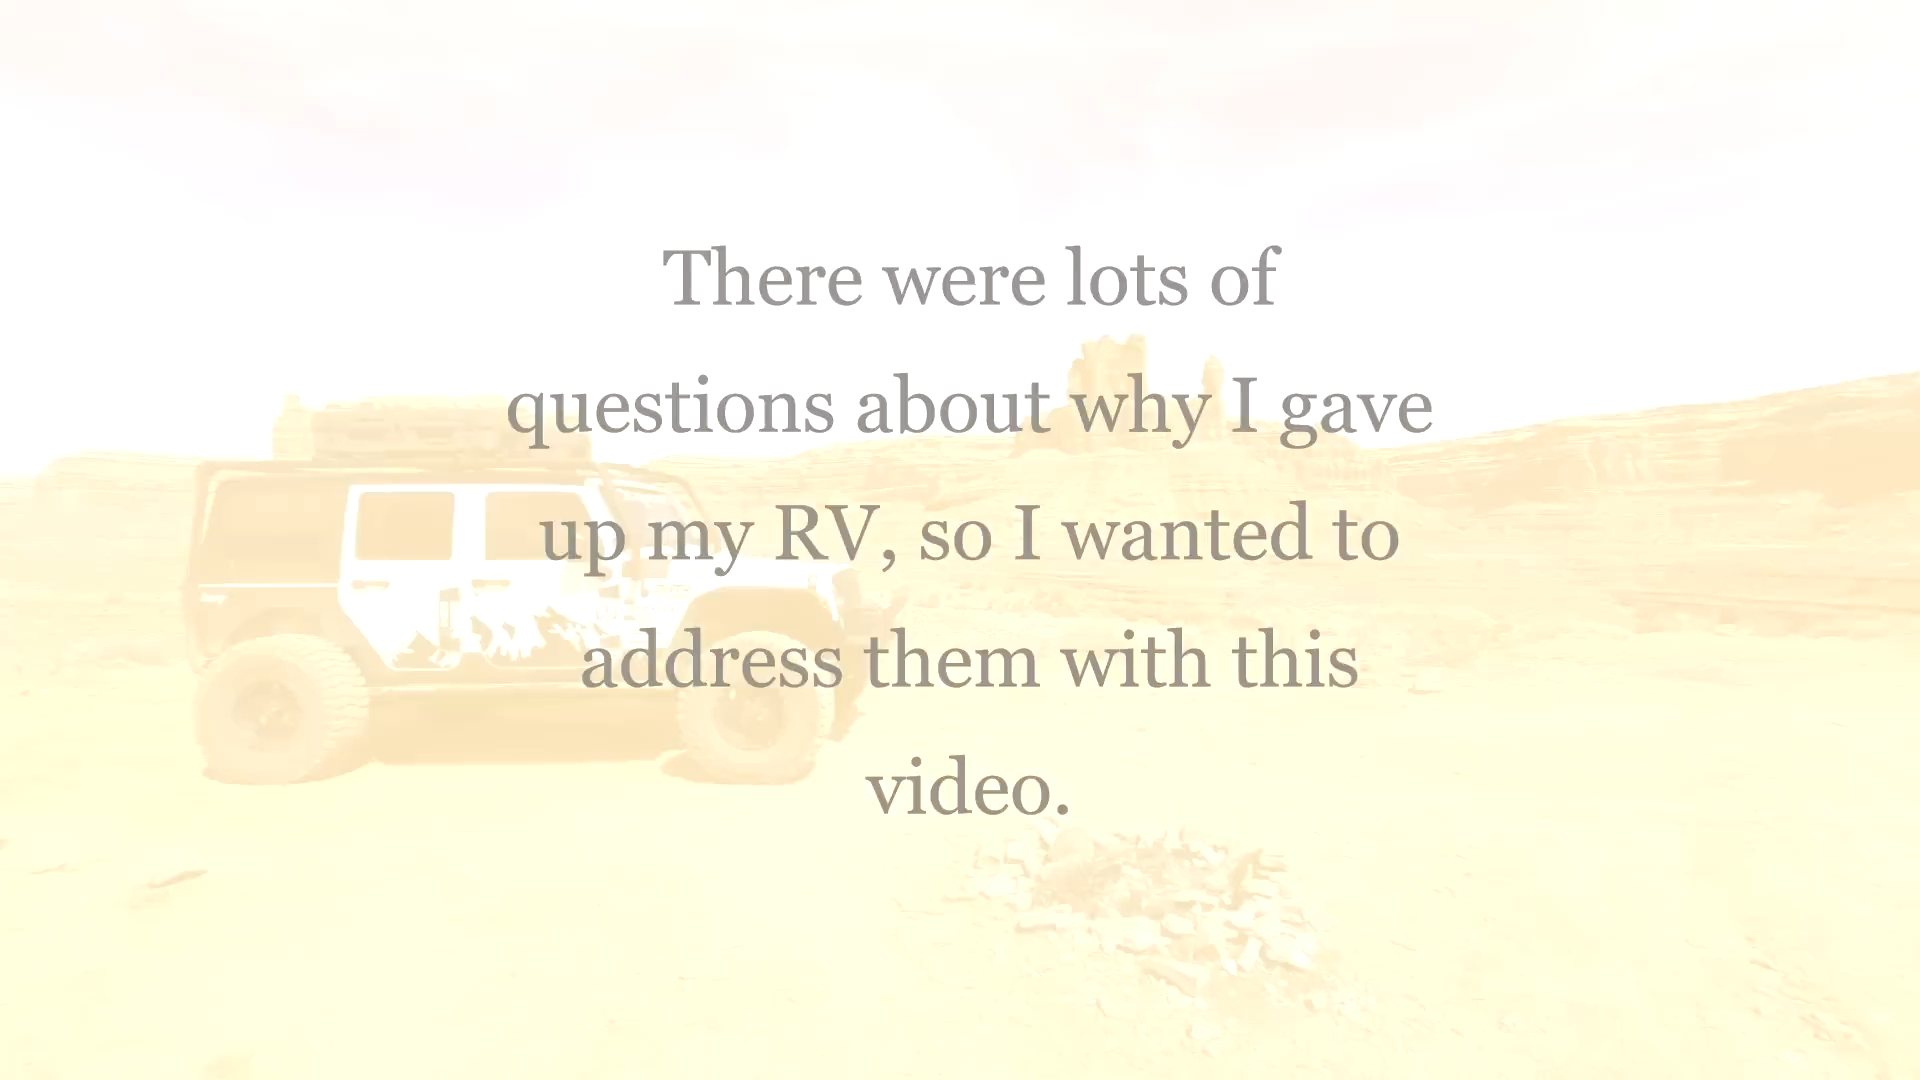 There were lots of
questions about why I gave
up my RV, so I wanted to
address them with this
video.